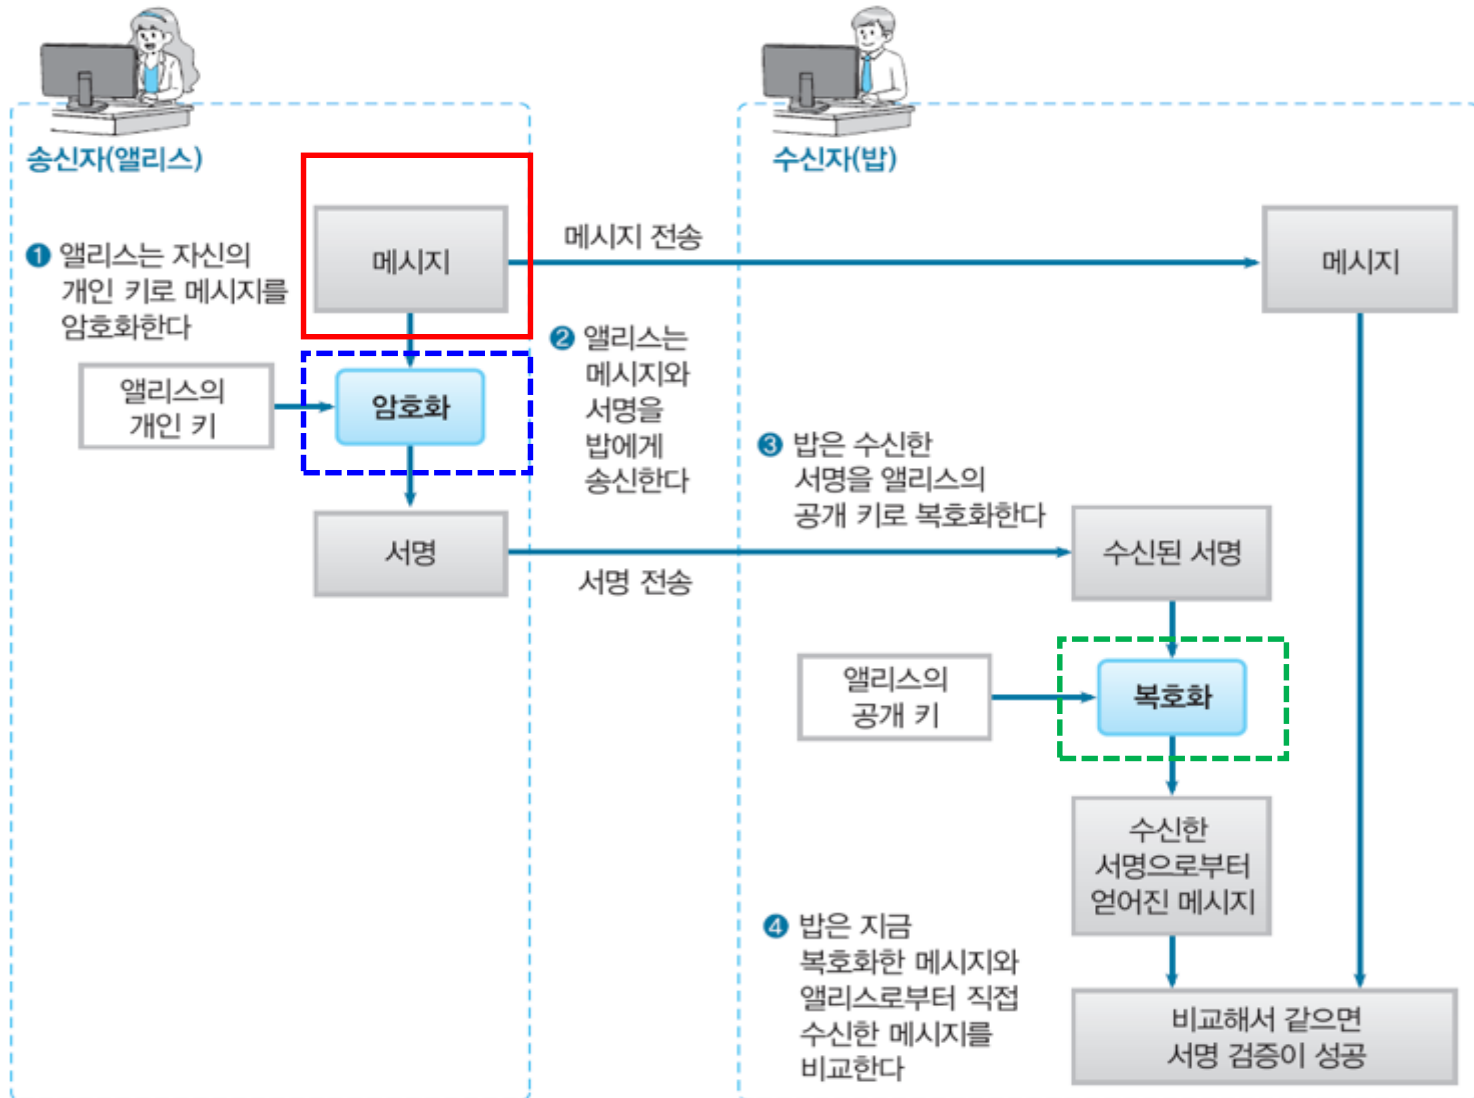 송신자(앨리스)
❶ 앨리스는 자신의
개인 키로 메시지를
암호화한다
메시지
앨리스의
개인 키
암호화
서명
메시지 전송
❷ 앨리스는
메시지와
서명을
밥에게
송신한다
서명 전송
수신자(밥)
메시지
❸ 밥은 수신한
서명을 앨리스의
공개 키로 복호화한다
수신된 서명
앨리스의
공개 키
복호화
수신한
서명으로부터
얻어진 메시지
❹ 밥은 지금
복호화한 메시지와
앨리스로부터 직접
수신한 메시지를
비교한다
비교해서 같으면
서명 검증이 성공